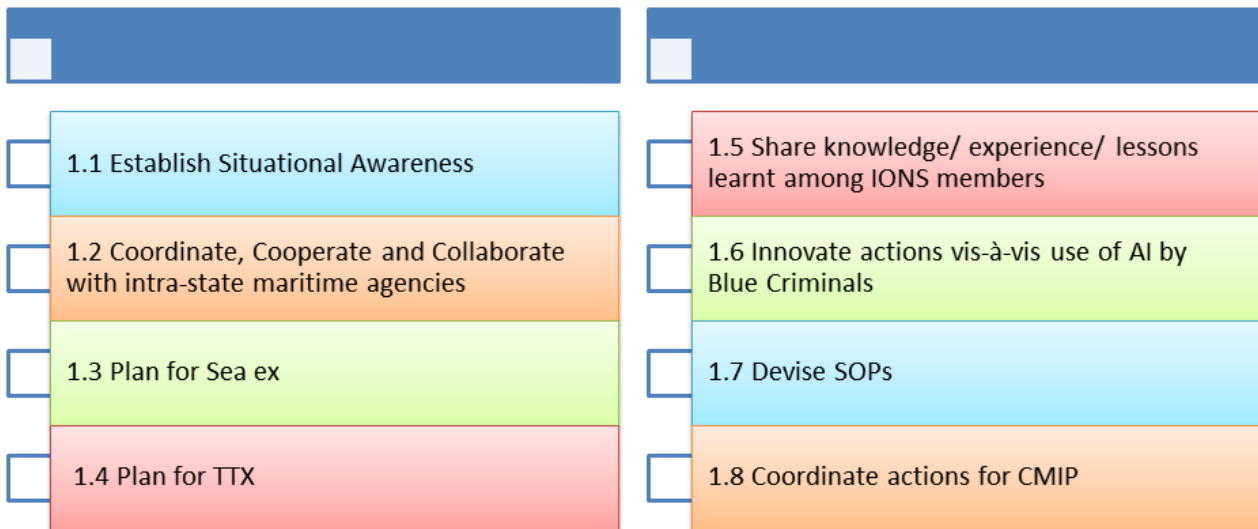 1.1 Establish Situational Awareness
1.2 Coordinate, Cooperate and Collaborate
with intra-state maritime agencies
1.3 Plan for Sea ex
1.4 Plan for TTX
1.5 Share knowledge/ experience/ lessons
learnt among IONS members
1.6 Innovate actions vis-à-vis use of AI by
Blue Criminals
1.7 Devise SOPs
1.8 Coordinate actions for CMIP